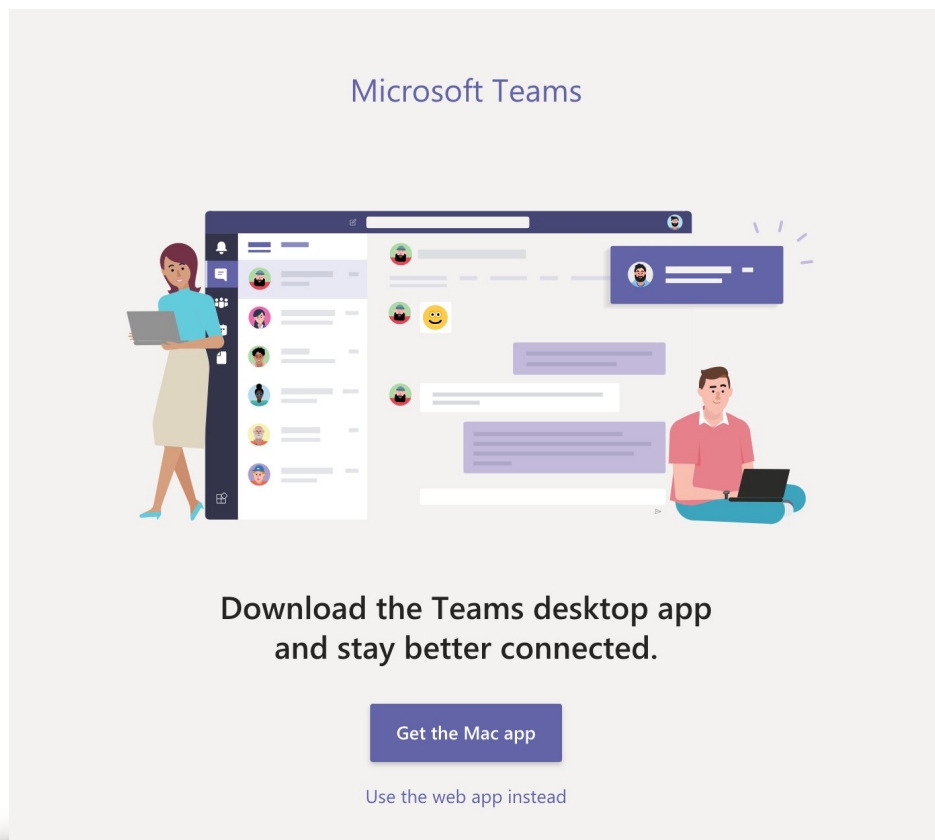 Microsoft Teams
Download the Teams desktop app
and stay better connected.
Get the Mac app
Use the web app instead